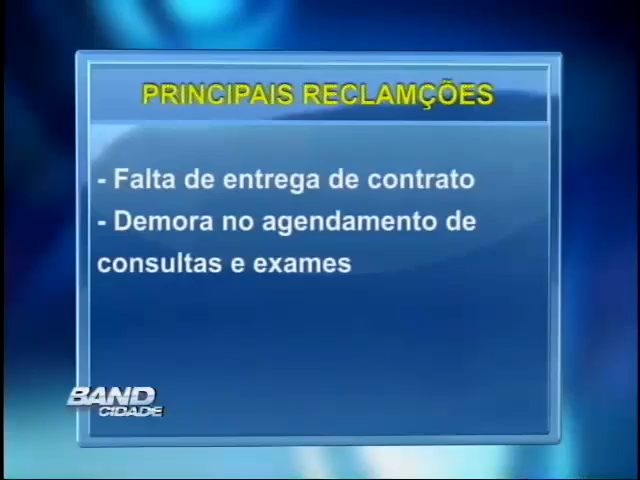 PRINCIPAIS RECLAMÇÕES
- Falta de entrega de contrato
- Demora no agendamento de
consultas e exames
BAND
CIDADE